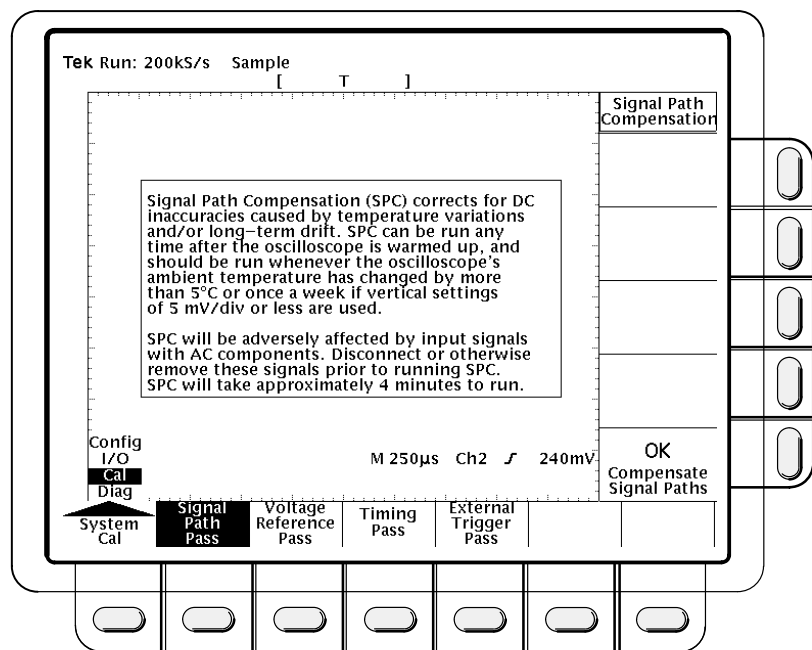 Tek Run: 200kS/s Sample
[ T ]
Signal Path
Compensation
Signal Path Compensation (SPC) corrects for DC
inaccuracies caused by temperature variations
and/or long−term drift. SPC can be run any
time after the oscilloscope is warmed up, and
should be run whenever the oscilloscope's
ambient temperature has changed by more
than 5°C or once a week if vertical settings
of 5 mV/div or less are used.
SPC will be adversely affected by input signals
with AC components. Disconnect or otherwise
remove these signals prior to running SPC.
SPC will take approximately 4 minutes to run.
Config
I/O
Cal
Diag
M 250µs Ch2 ƒ 240mV
OK
Compensate
Signal Paths
System
Cal
Signal
Path
Pass
Voltage
Reference
Pass
Timing
Pass
External
Trigger
Pass